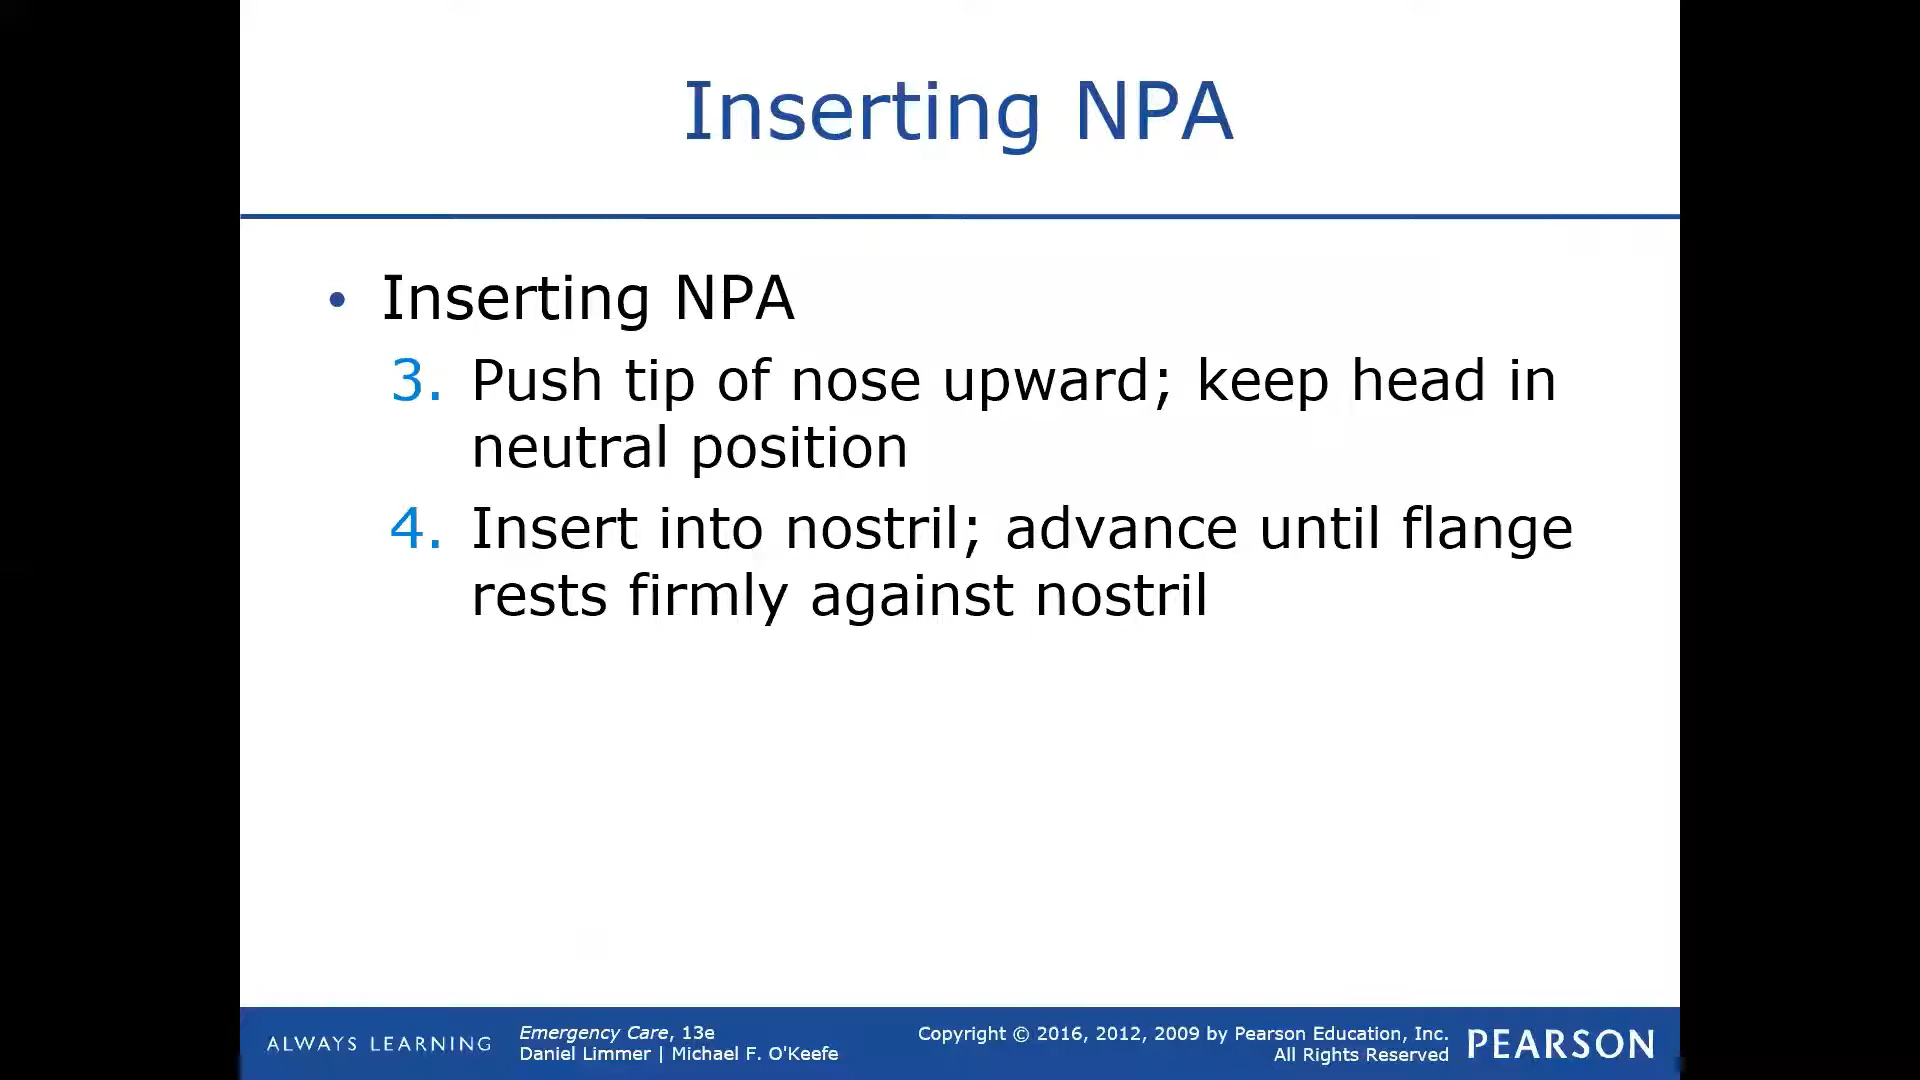 Inserting NPA
• Inserting NPA
3. Push tip of nose upward; keep head in
neutral position
4. Insert into nostril; advance until flange
rests firmly against nostril
ALWAYS LEARNING
Emergency Care, 13e
Daniel Limmer | Michael F. O'Keefe
Copyright © 2016, 2012, 2009 by Pearson Education, Inc.
All Rights Reserved
PEARSON